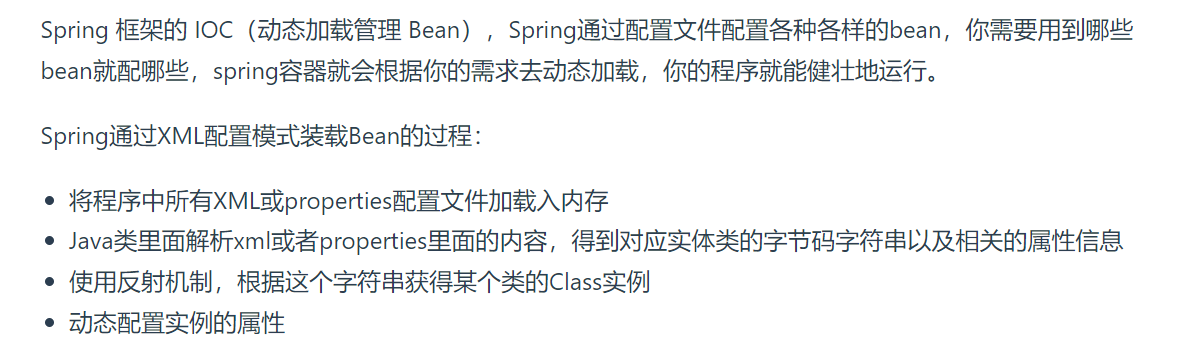 Spring 框架的 IOC（动态加载管理 Bean），Spring通过配置文件配置各种各样的bean，你需要用到哪些
bean就配哪些，spring容器就会根据你的需求去动态加载，你的程序就能健壮地运行。
Spring通过XML配置模式装载Bean的过程：
将程序中所有XML或properties配置文件加载入内存
Java类里面解析xml或者properties里面的内容，得到对应实体类的字节码字符串以及相关的属性信息
使用反射机制，根据这个字符串获得某个类的Class实例
动态配置实例的属性